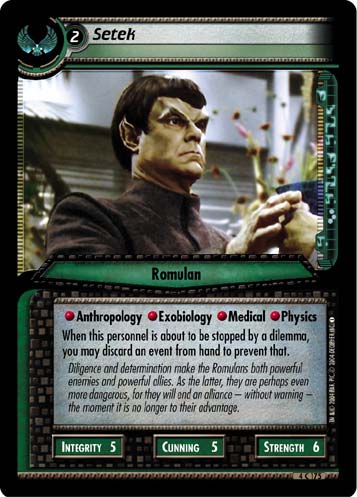 2 Setek
Romulan
• Anthropology • Exobiology • Medical • Physics
When this personnel is about to be stopped by a dilemma,
you may discard an event from hand to prevent that.
Diligence and determination make the Romulans both powerful
enemies and powerful allies. As the latter, they are perhaps even
more dangerous, for they will end an alliance – without warning –
the moment it is no longer to their advantage.
INTEGRITY 5 CUNNING 5 STRENGTH 6
4 C 175